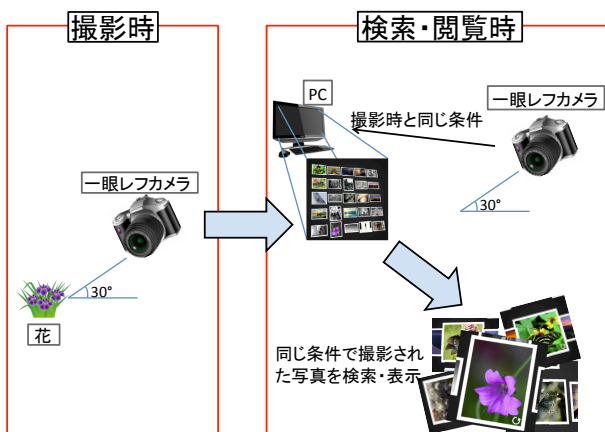 撮影時
検索・閲覧時
PC
一眼レフカメラ
撮影時と同じ条件
30°
一眼レフカメラ
30°
花
同じ条件で撮影され
た写真を検索・表示